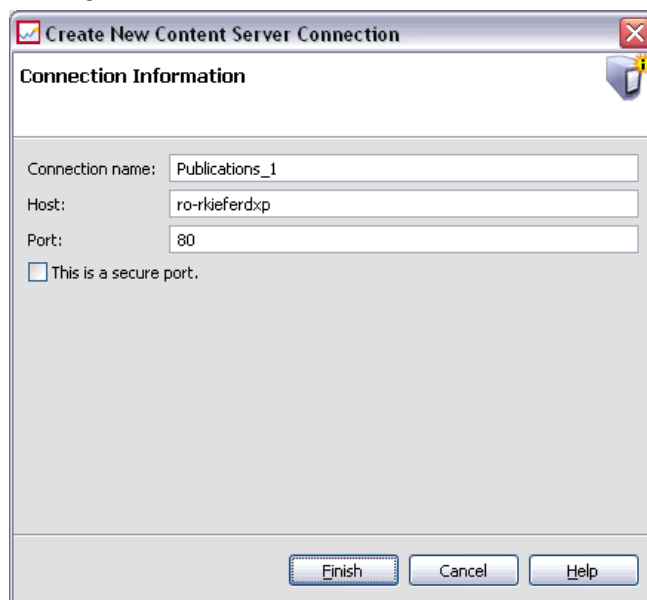 Create New Content Server Connection
Connection Information
Connection name: Publications_1
Host: ro-rkieferdxp
Port: 80
This is a secure port.
Finish Cancel Help